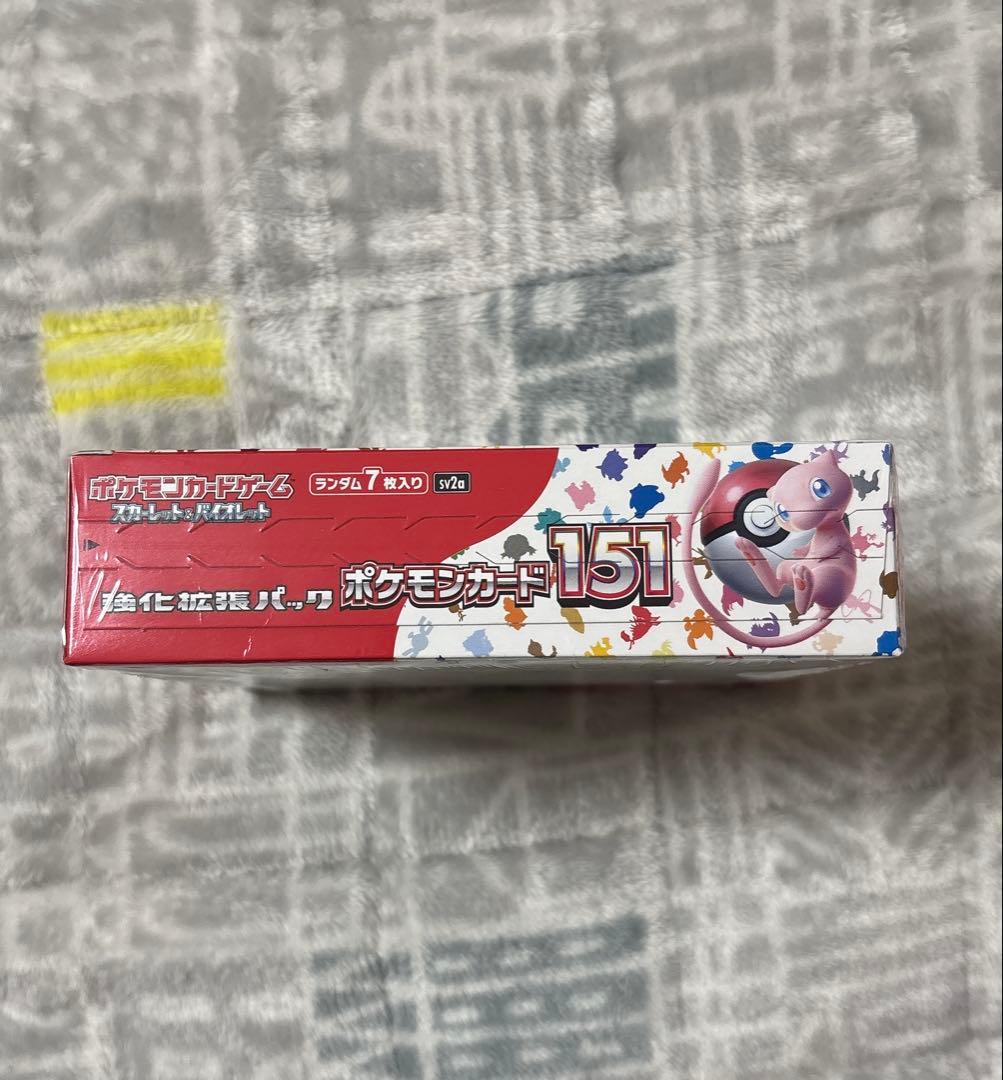 ポケモンカードゲーム
スカーレット&バイオレット
ランダム7枚入り sv2a
強化拡張パック ポケモンカード151